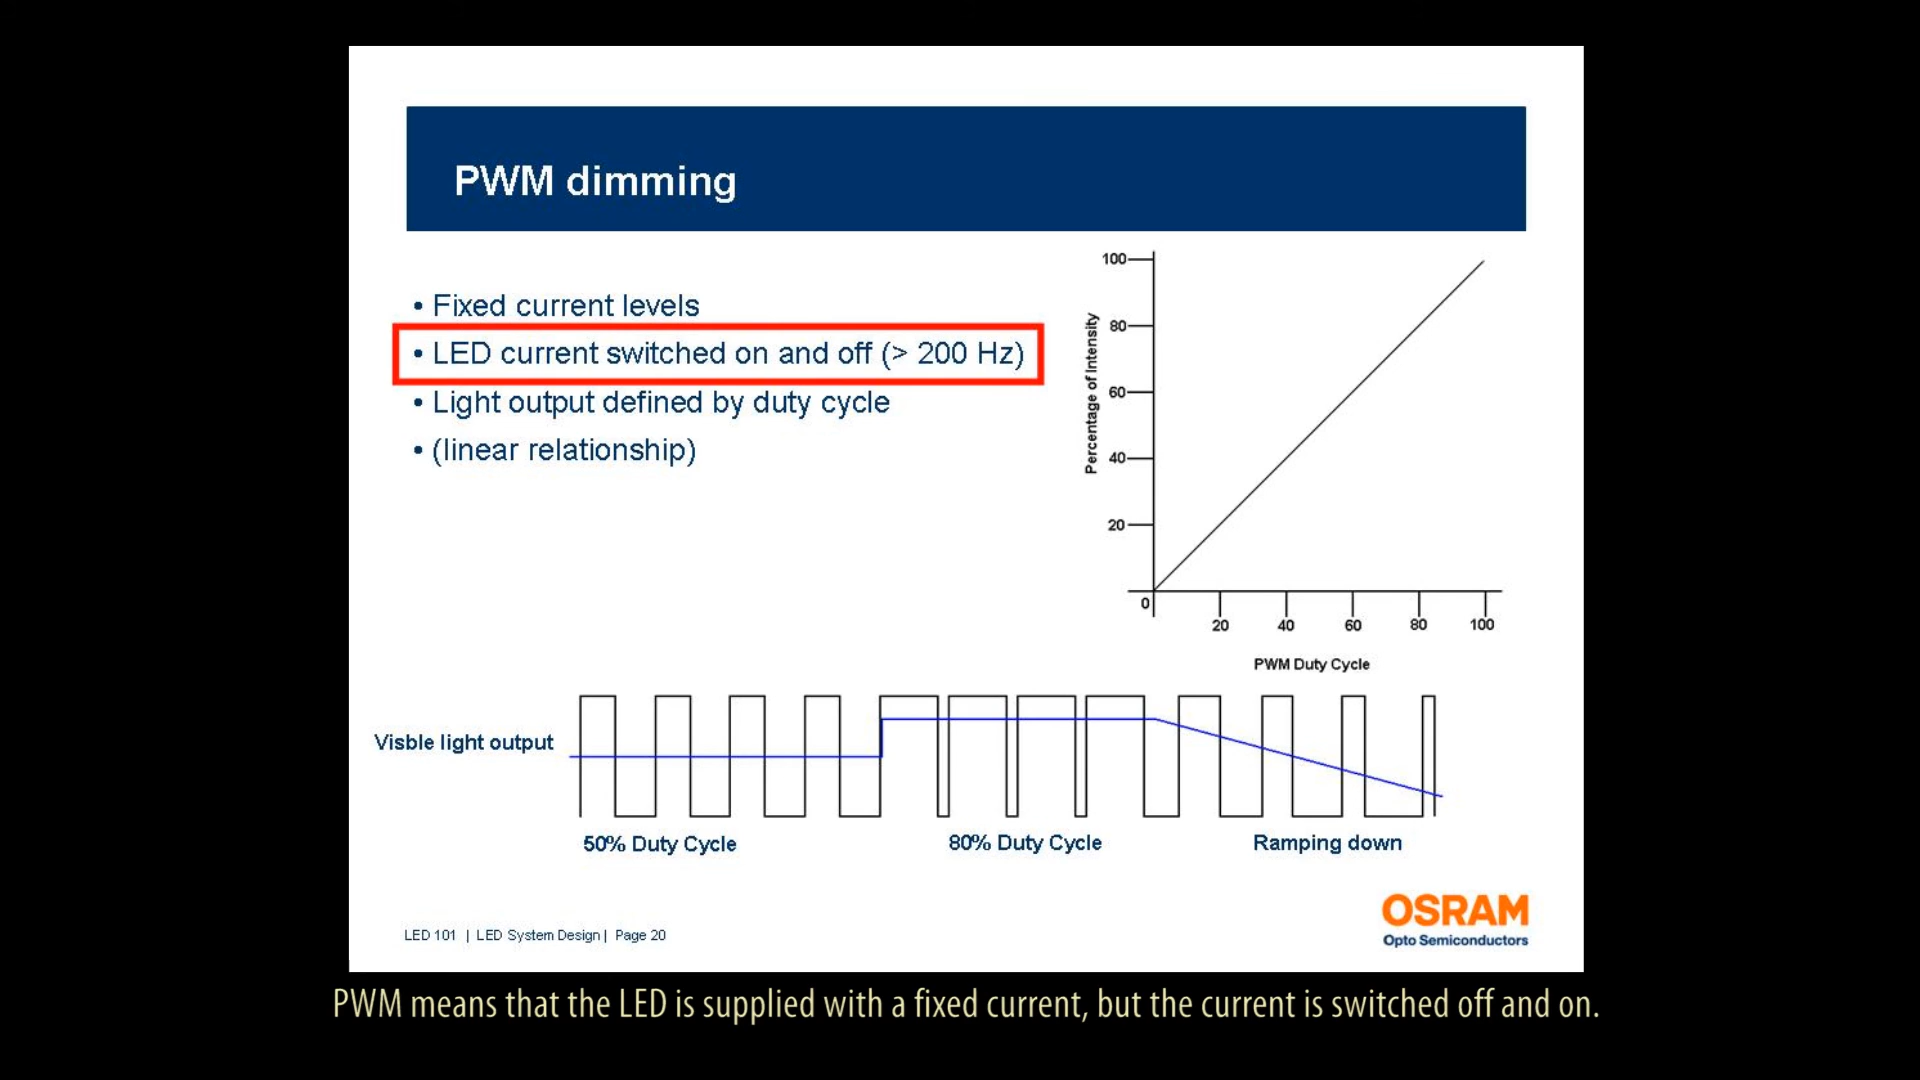 PWM dimming
• Fixed current levels
• LED current switched on and off (> 200 Hz)
• Light output defined by duty cycle
• (linear relationship)
100
80
60
40
20
0
Percentage of Intensity
20 40 60 80 100
PWM Duty Cycle
Visble light output
50% Duty Cycle
80% Duty Cycle
Ramping down
LED 101 | LED System Design | Page 20
OSRAM
Opto Semiconductors
PWM means that the LED is supplied with a fixed current, but the current is switched off and on.